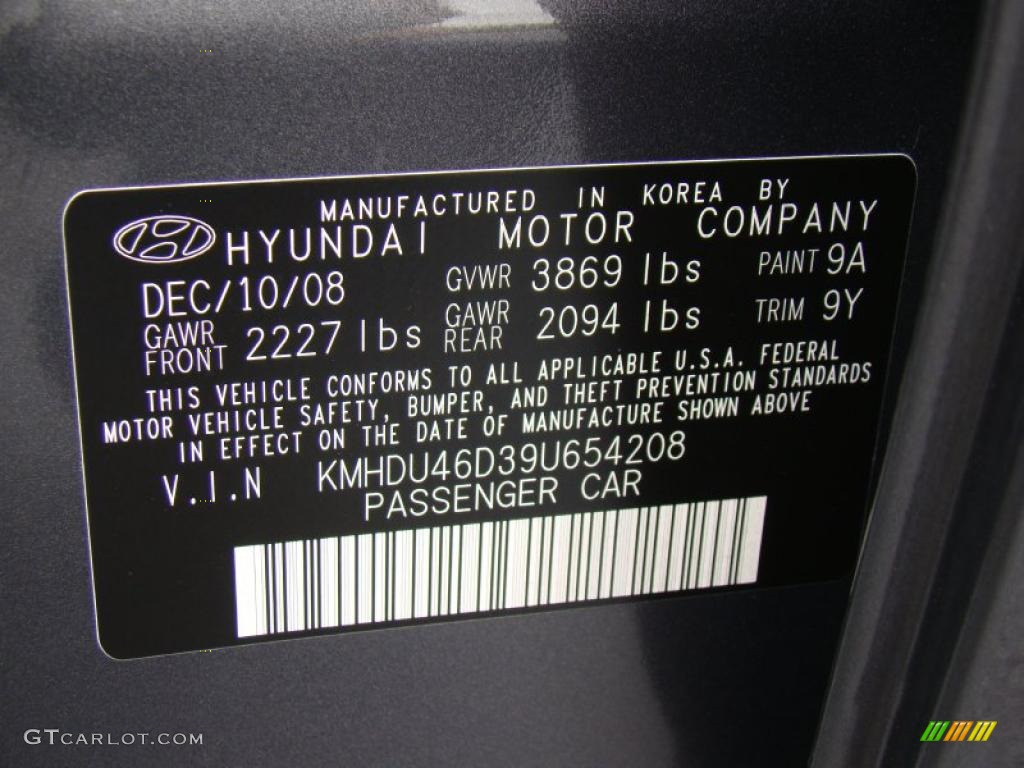 MANUFACTURED IN KOREA BY
HYUNDAI MOTOR COMPANY
DEC/10/08 GVWR 3869 lbs PAINT 9A
GAWR FRONT 2227 lbs GAWR REAR 2094 lbs TRIM 9Y
THIS VEHICLE CONFORMS TO ALL APPLICABLE U.S.A. FEDERAL
MOTOR VEHICLE SAFETY, BUMPER, AND THEFT PREVENTION STANDARDS
IN EFFECT ON THE DATE OF MANUFACTURE SHOWN ABOVE
V.I.N KMHDU46D39U654208
PASSENGER CAR
GTCARLOT.COM